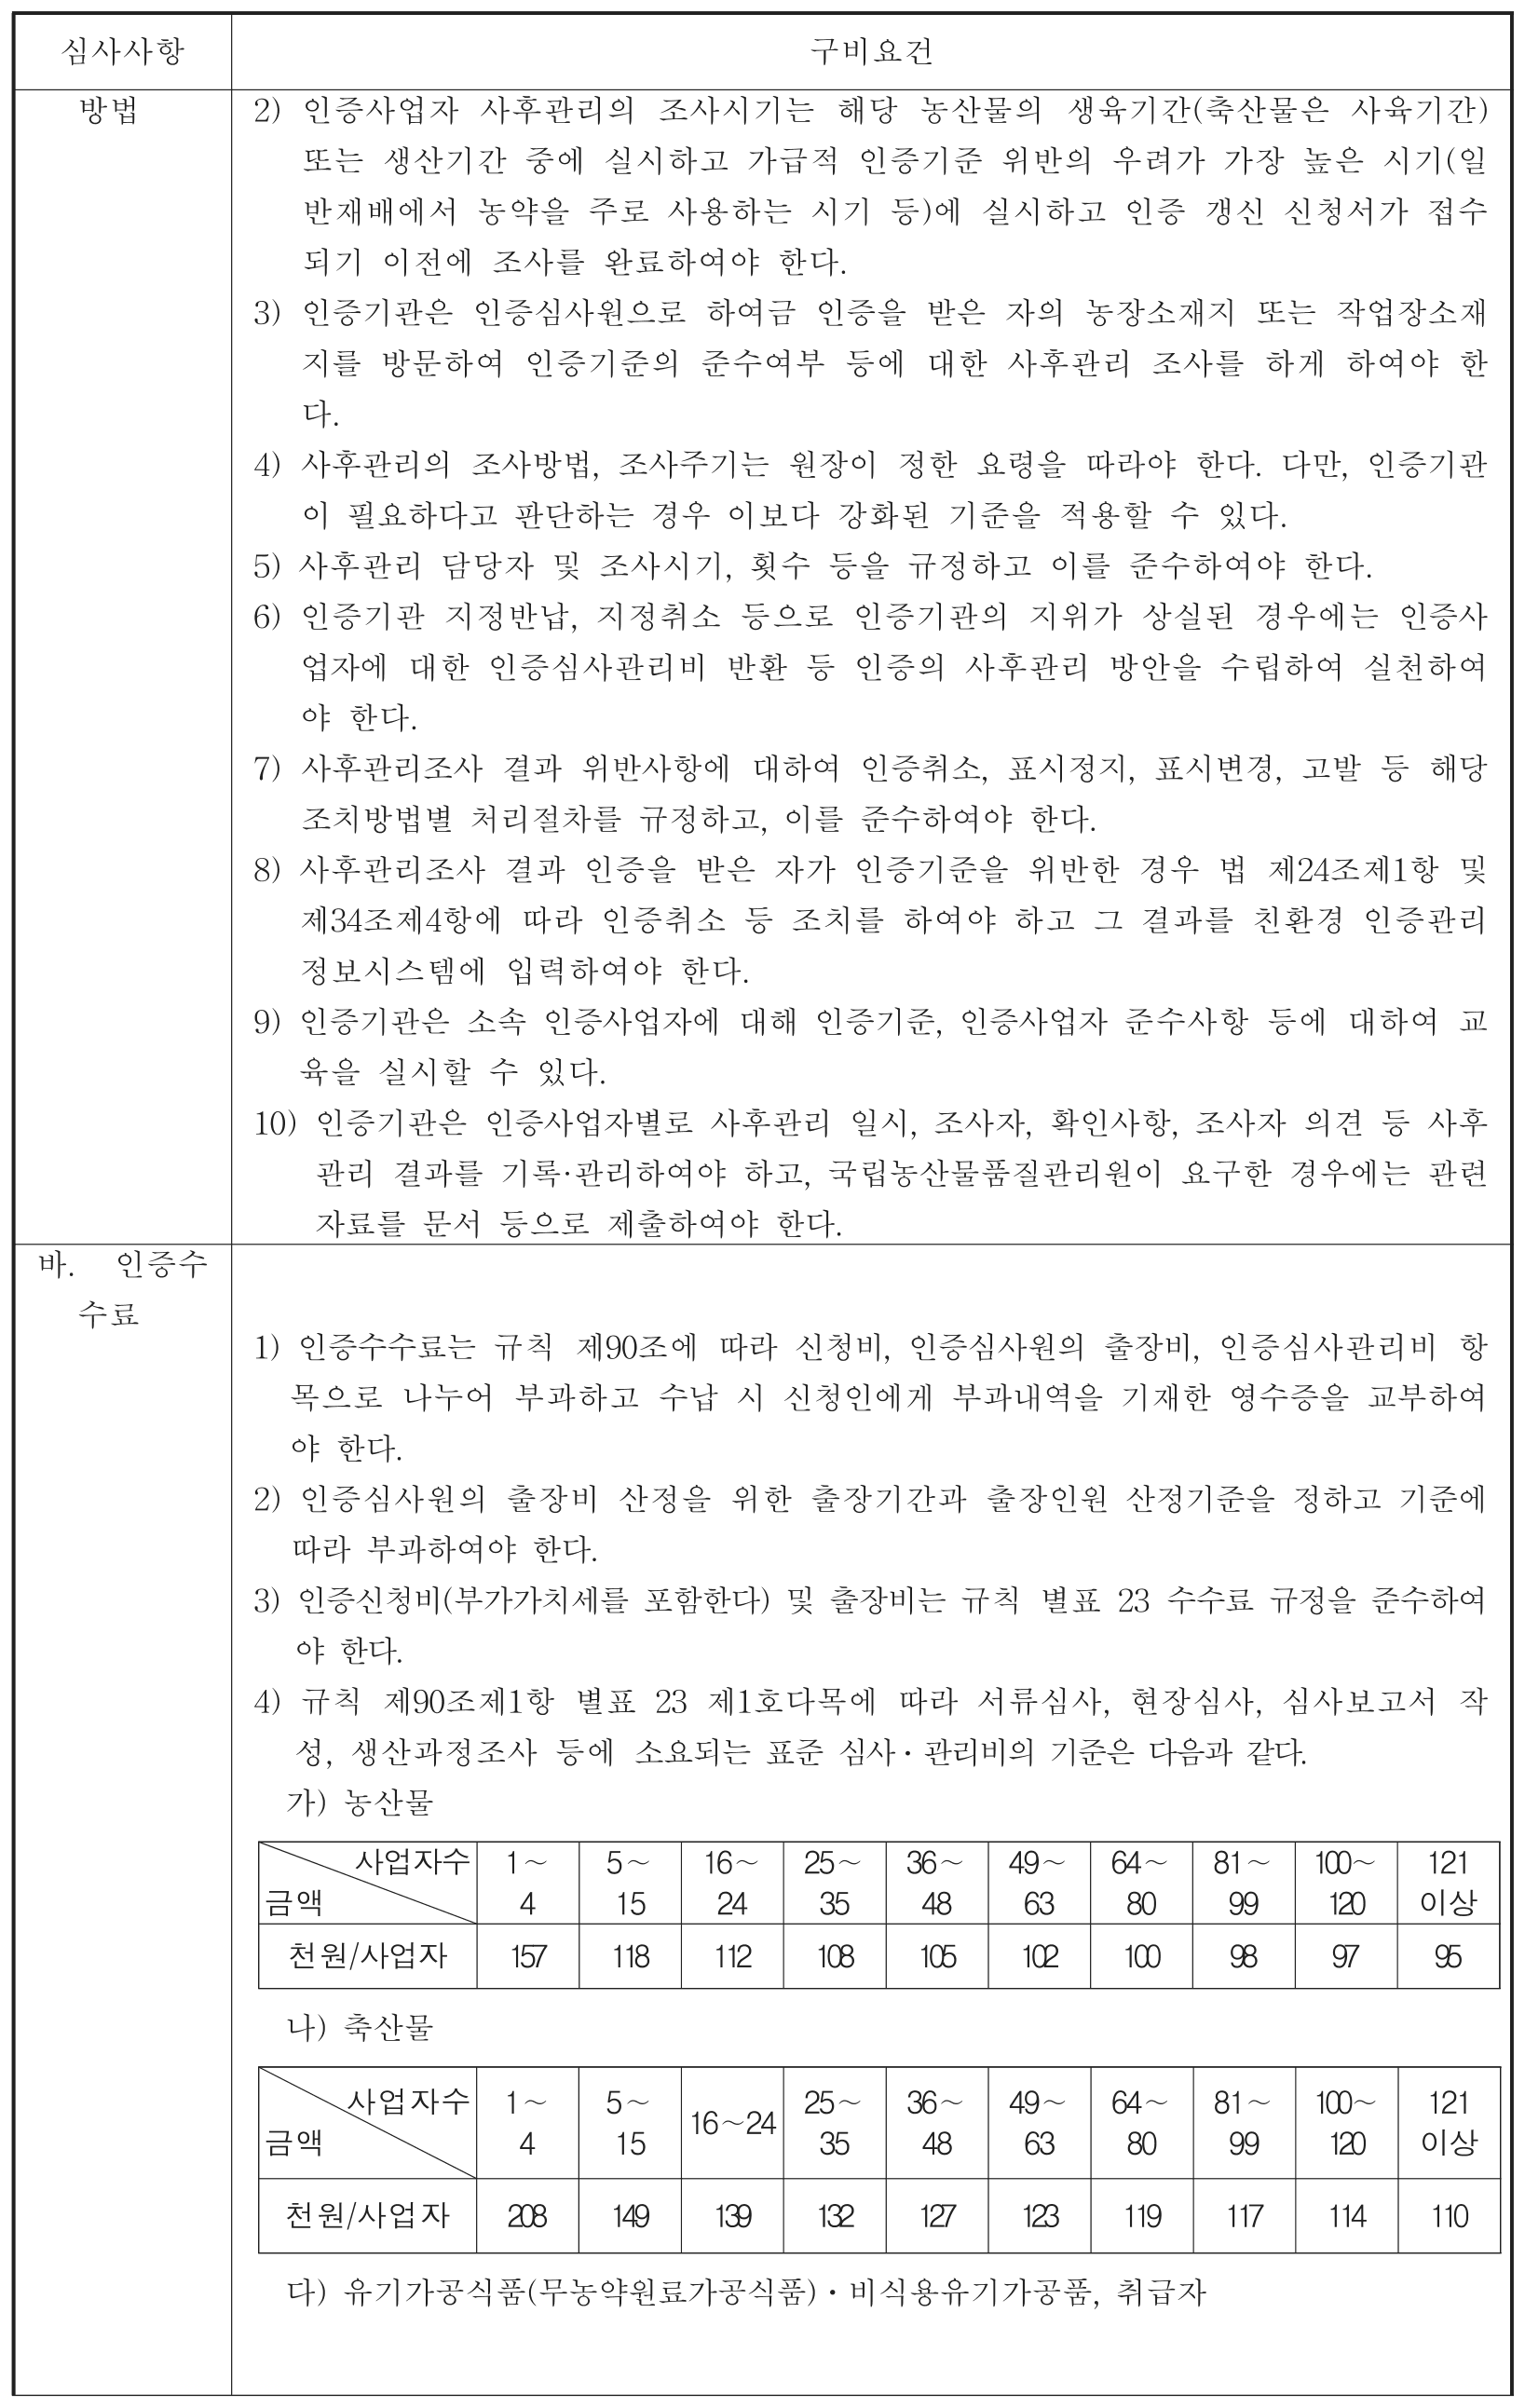 심사사항 구비요건
방법
2) 인증사업자 사후관리의 조사시기는 해당 농산물의 생육기간(축산물은 사육기간)
또는 생산기간 중에 실시하고 가급적 인증기준 위반의 우려가 가장 높은 시기(일
반재배에서 농약을 주로 사용하는 시기 등)에 실시하고 인증 갱신 신청서가 접수
되기 이전에 조사를 완료하여야 한다.
3) 인증기관은 인증심사원으로 하여금 인증을 받은 자의 농장소재지 또는 작업장소재
지를 방문하여 인증기준의 준수여부 등에 대한 사후관리 조사를 하게 하여야 한
다.
4) 사후관리의 조사방법, 조사주기는 원장이 정한 요령을 따라야 한다. 다만, 인증기관
이 필요하다고 판단하는 경우 이보다 강화된 기준을 적용할 수 있다.
5) 사후관리 담당자 및 조사시기, 횟수 등을 규정하고 이를 준수하여야 한다.
6) 인증기관 지정반납, 지정취소 등으로 인증기관의 지위가 상실된 경우에는 인증사
업자에 대한 인증심사관리비 반환 등 인증의 사후관리 방안을 수립하여 실천하여
야 한다.
7) 사후관리조사 결과 위반사항에 대하여 인증취소, 표시정지, 표시변경, 고발 등 해당
조치방법별 처리절차를 규정하고, 이를 준수하여야 한다.
8) 사후관리조사 결과 인증을 받은 자가 인증기준을 위반한 경우 법 제24조제1항 및
제34조제4항에 따라 인증취소 등 조치를 하여야 하고 그 결과를 친환경 인증관리
정보시스템에 입력하여야 한다.
9) 인증기관은 소속 인증사업자에 대해 인증기준, 인증사업자 준수사항 등에 대하여 교
육을 실시할 수 있다.
10) 인증기관은 인증사업자별로 사후관리 일시, 조사자, 확인사항, 조사자 의견 등 사후
관리 결과를 기록·관리하여야 하고, 국립농산물품질관리원이 요구한 경우에는 관련
자료를 문서 등으로 제출하여야 한다.
바. 인증수
수료
1) 인증수수료는 규칙 제90조에 따라 신청비, 인증심사원의 출장비, 인증심사관리비 항
목으로 나누어 부과하고 수납 시 신청인에게 부과내역을 기재한 영수증을 교부하여
야 한다.
2) 인증심사원의 출장비 산정을 위한 출장기간과 출장인원 산정기준을 정하고 기준에
따라 부과하여야 한다.
3) 인증신청비(부가가치세를 포함한다) 및 출장비는 규칙 별표 23 수수료 규정을 준수하여
야 한다.
4) 규칙 제90조제1항 별표 23 제1호다목에 따라 서류심사, 현장심사, 심사보고서 작
성, 생산과정조사 등에 소요되는 표준 심사·관리비의 기준은 다음과 같다.
가) 농산물
사업자수 1~ 5~ 16~ 25~ 36~ 49~ 64~ 81~ 100~ 121
금액 4 15 24 35 48 63 80 99 120 이상
천원/사업자 157 118 112 108 105 102 100 98 97 95
나) 축산물
사업자수 1~ 5~ 16~24 25~ 36~ 49~ 64~ 81~ 100~ 121
금액 4 15 35 48 63 80 99 120 이상
천원/사업자 208 149 139 132 127 123 119 117 114 110
다) 유기가공식품(무농약원료가공식품)·비식용유기가공품, 취급자